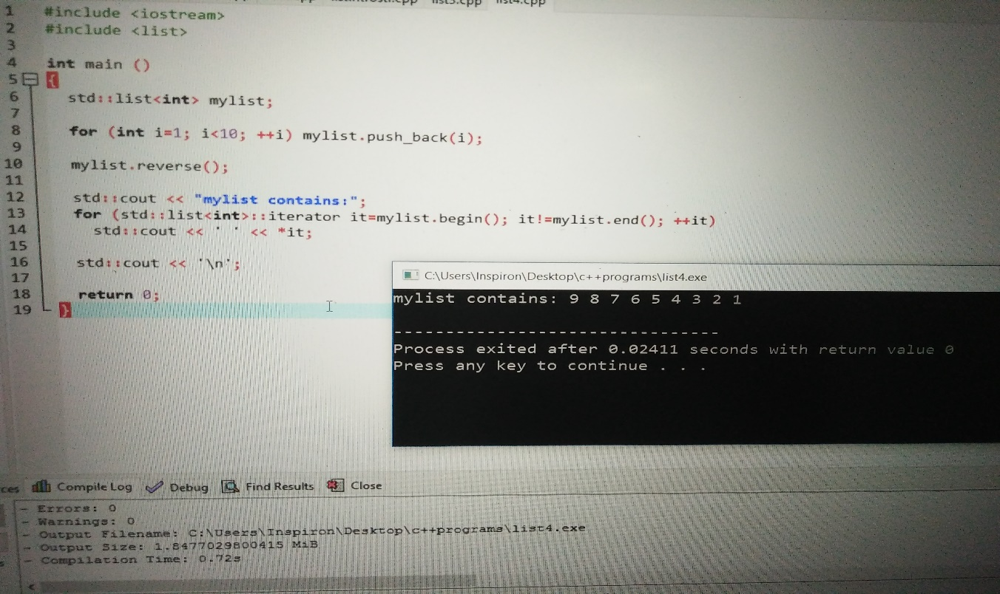 list3.cpp list4.cpp
1 #include <iostream>
2 #include <list>
3
4 int main ()
5 {
6 std::list<int> mylist;
7
8 for (int i=1; i<10; ++i) mylist.push_back(i);
9
10 mylist.reverse();
11
12 std::cout << "mylist contains:";
13 for (std::list<int>::iterator it=mylist.begin(); it!=mylist.end(); ++it)
14 std::cout << ' ' << *it;
15
16 std::cout << '\n';
17
18 return 0;
19 }
C:\Users\Inspiron\Desktop\c++programs\list4.exe
mylist contains: 9 8 7 6 5 4 3 2 1
--------------------------------
Process exited after 0.02411 seconds with return value 0
Press any key to continue . . .
ces Compile Log Debug Find Results Close
- Errors: 0
- Warnings: 0
- Output Filename: C:\Users\Inspiron\Desktop\c++programs\list4.exe
- Output Size: 1.8477029800415 MiB
- Compilation Time: 0.72s